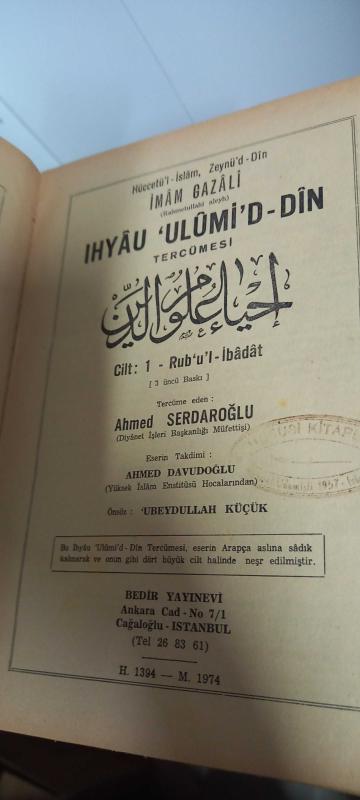 Hüccetü'l-İslâm, Zeynü'd-Dîn
İMÂM GAZÂLİ
(Rahmetullahi aleyh)
IHYÂU 'ULÛMİ'D-DÎN
TERCÜMESİ
إحياء علوم الدين
Cilt: 1 - Rub'u'l-İbâdât
[ 3 üncü Baskı ]
Tercüme eden :
Ahmed SERDAROĞLU
(Diyânet İşleri Başkanlığı Müfettişi)
Eserin Takdimi :
AHMED DAVUDOĞLU
(Yüksek İslâm Enstitüsü Hocalarından)
Önsöz : 'UBEYDULLAH KÜÇÜK
Bu İhyâu 'Ulûmi'd-Dîn Tercümesi, eserin Arapça aslına sâdık
kalınarak ve onun gibi dört büyük cilt halinde neşr edilmiştir.
BEDİR YAYINEVİ
Ankara Cad - No 7/1
Cağaloğlu - ISTANBUL
(Tel 26 83 61)
H. 1394 — M. 1974